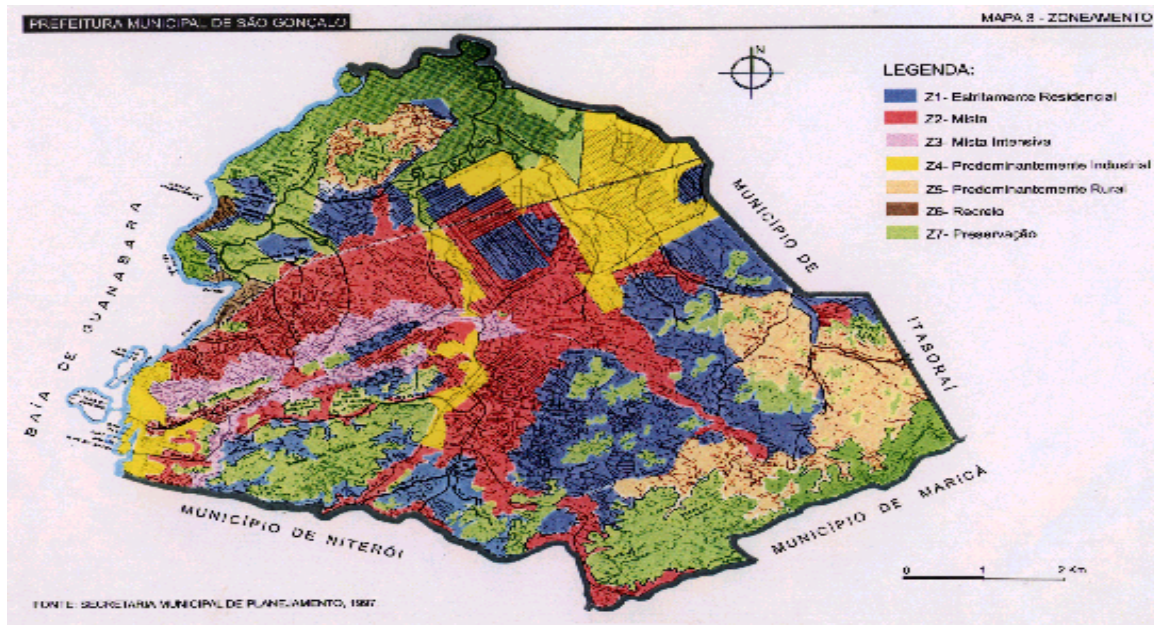 PREFEITURA MUNICIPAL DE SÃO GONÇALO
MAPA 3 - ZONEAMENTO
N
LEGENDA:
Z1- Estritamente Residencial
Z2- Mista
Z3- Mista Intensiva
Z4- Predominantemente Industrial
Z5- Predominantemente Rural
Z6- Recreio
Z7- Preservação
BAÍA DE GUANABARA
MUNICÍPIO DE
ITABORAÍ
MUNICÍPIO DE MARICÁ
MUNICÍPIO DE NITERÓI
0 1 2 Km
FONTE: SECRETARIA MUNICIPAL DE PLANEJAMENTO, 1997